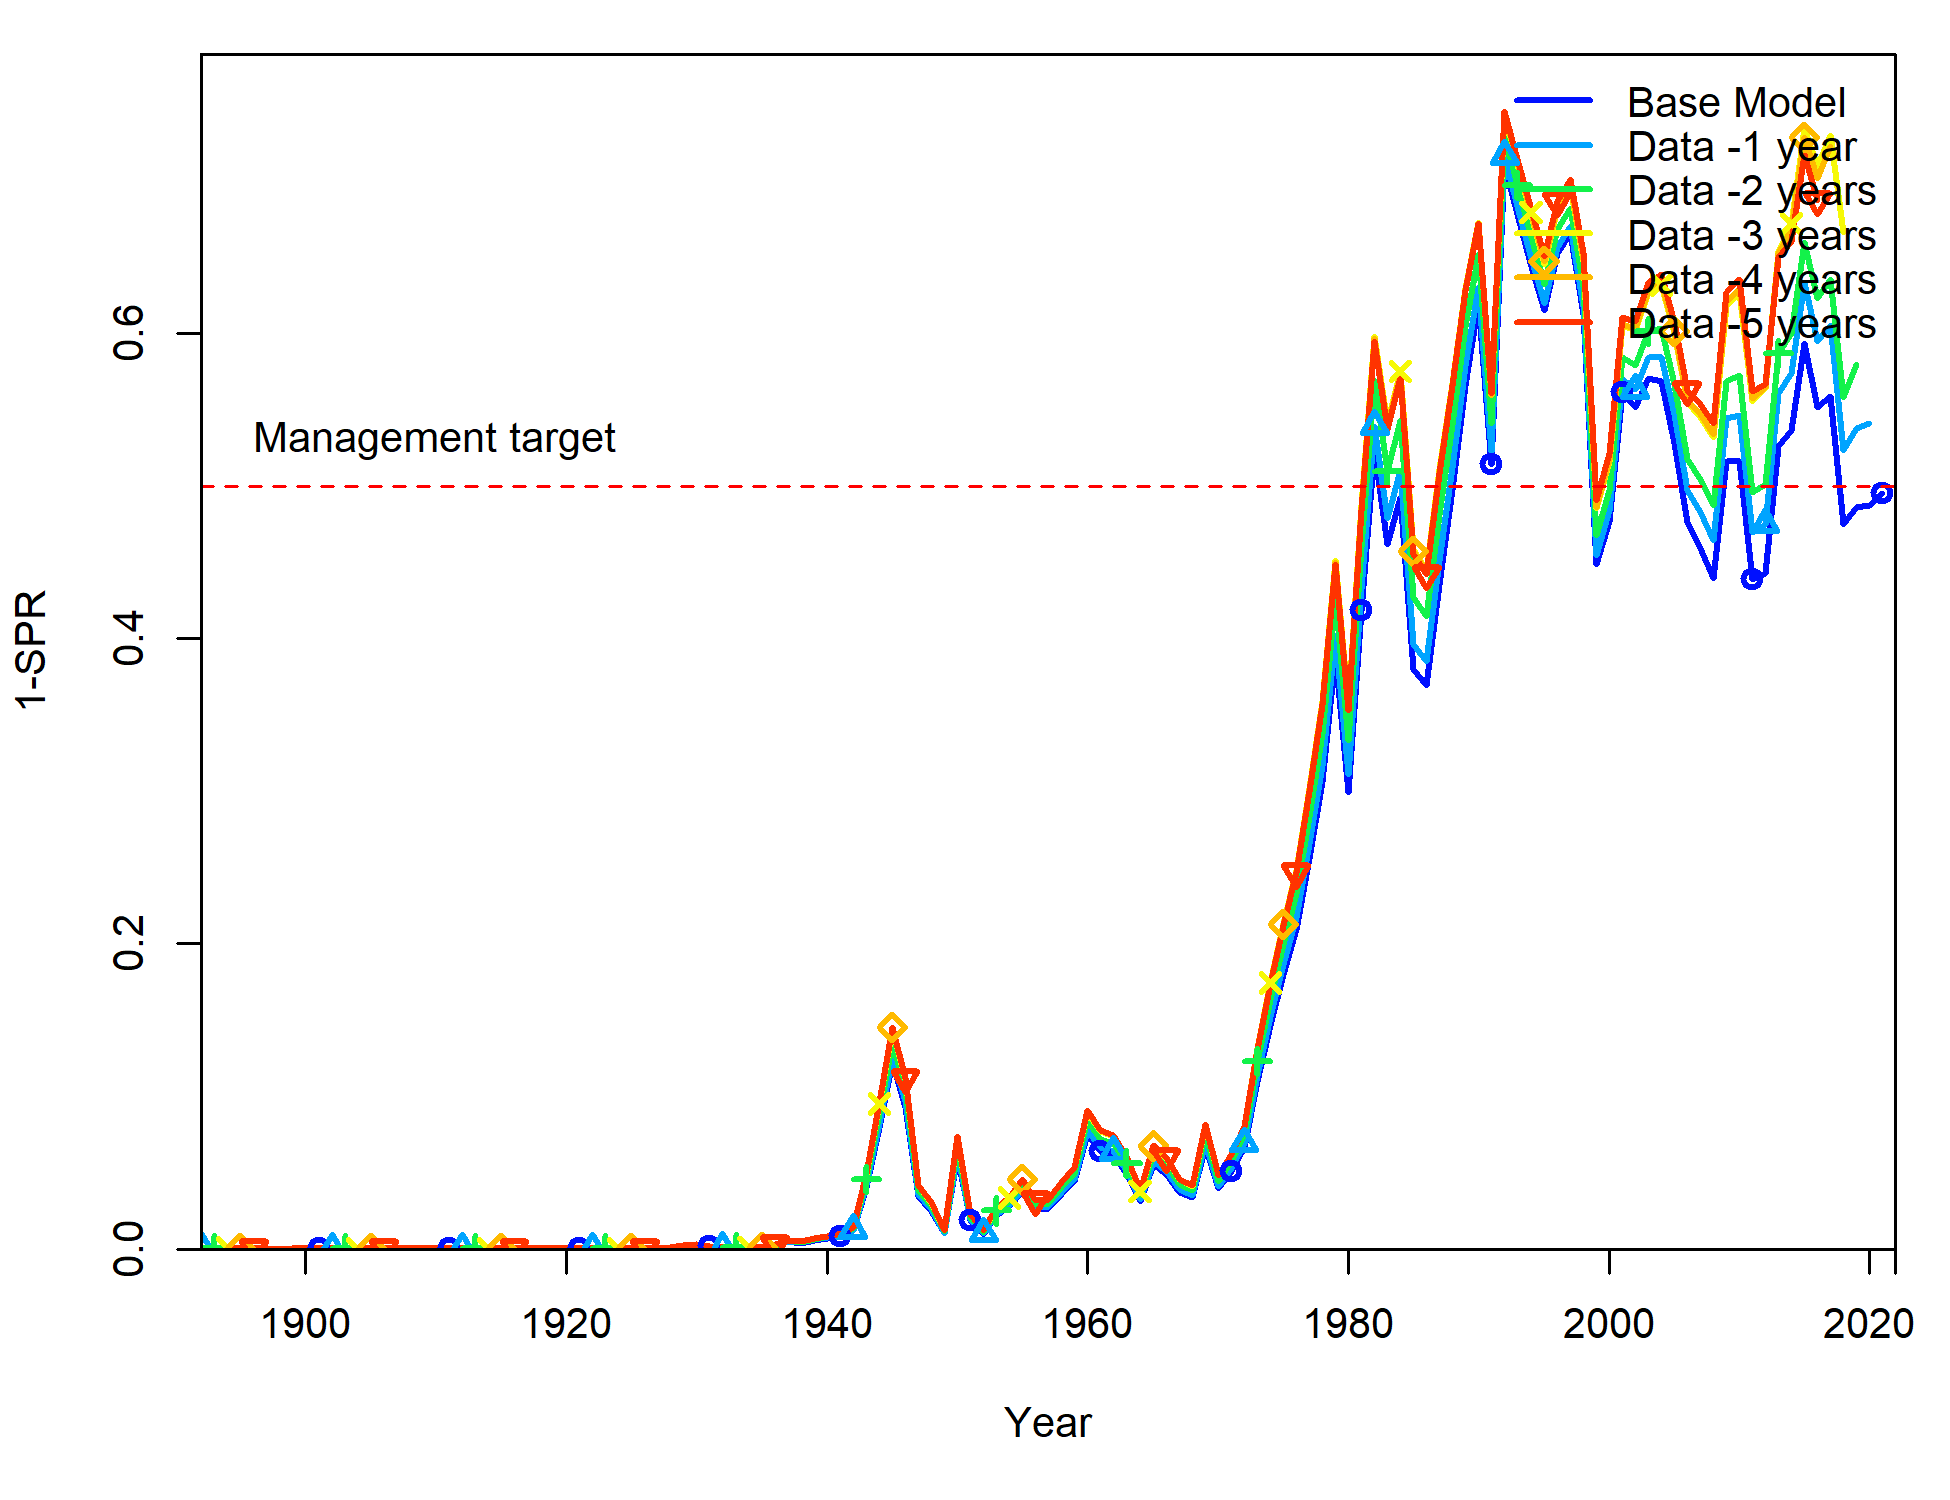 Base Model
Data -1 year
Data -2 years
Data -3 years
Data -4 years
Data -5 years
Management target
1-SPR
0.6
0.4
0.2
0.0
1900 1920 1940 1960 1980 2000 2020
Year